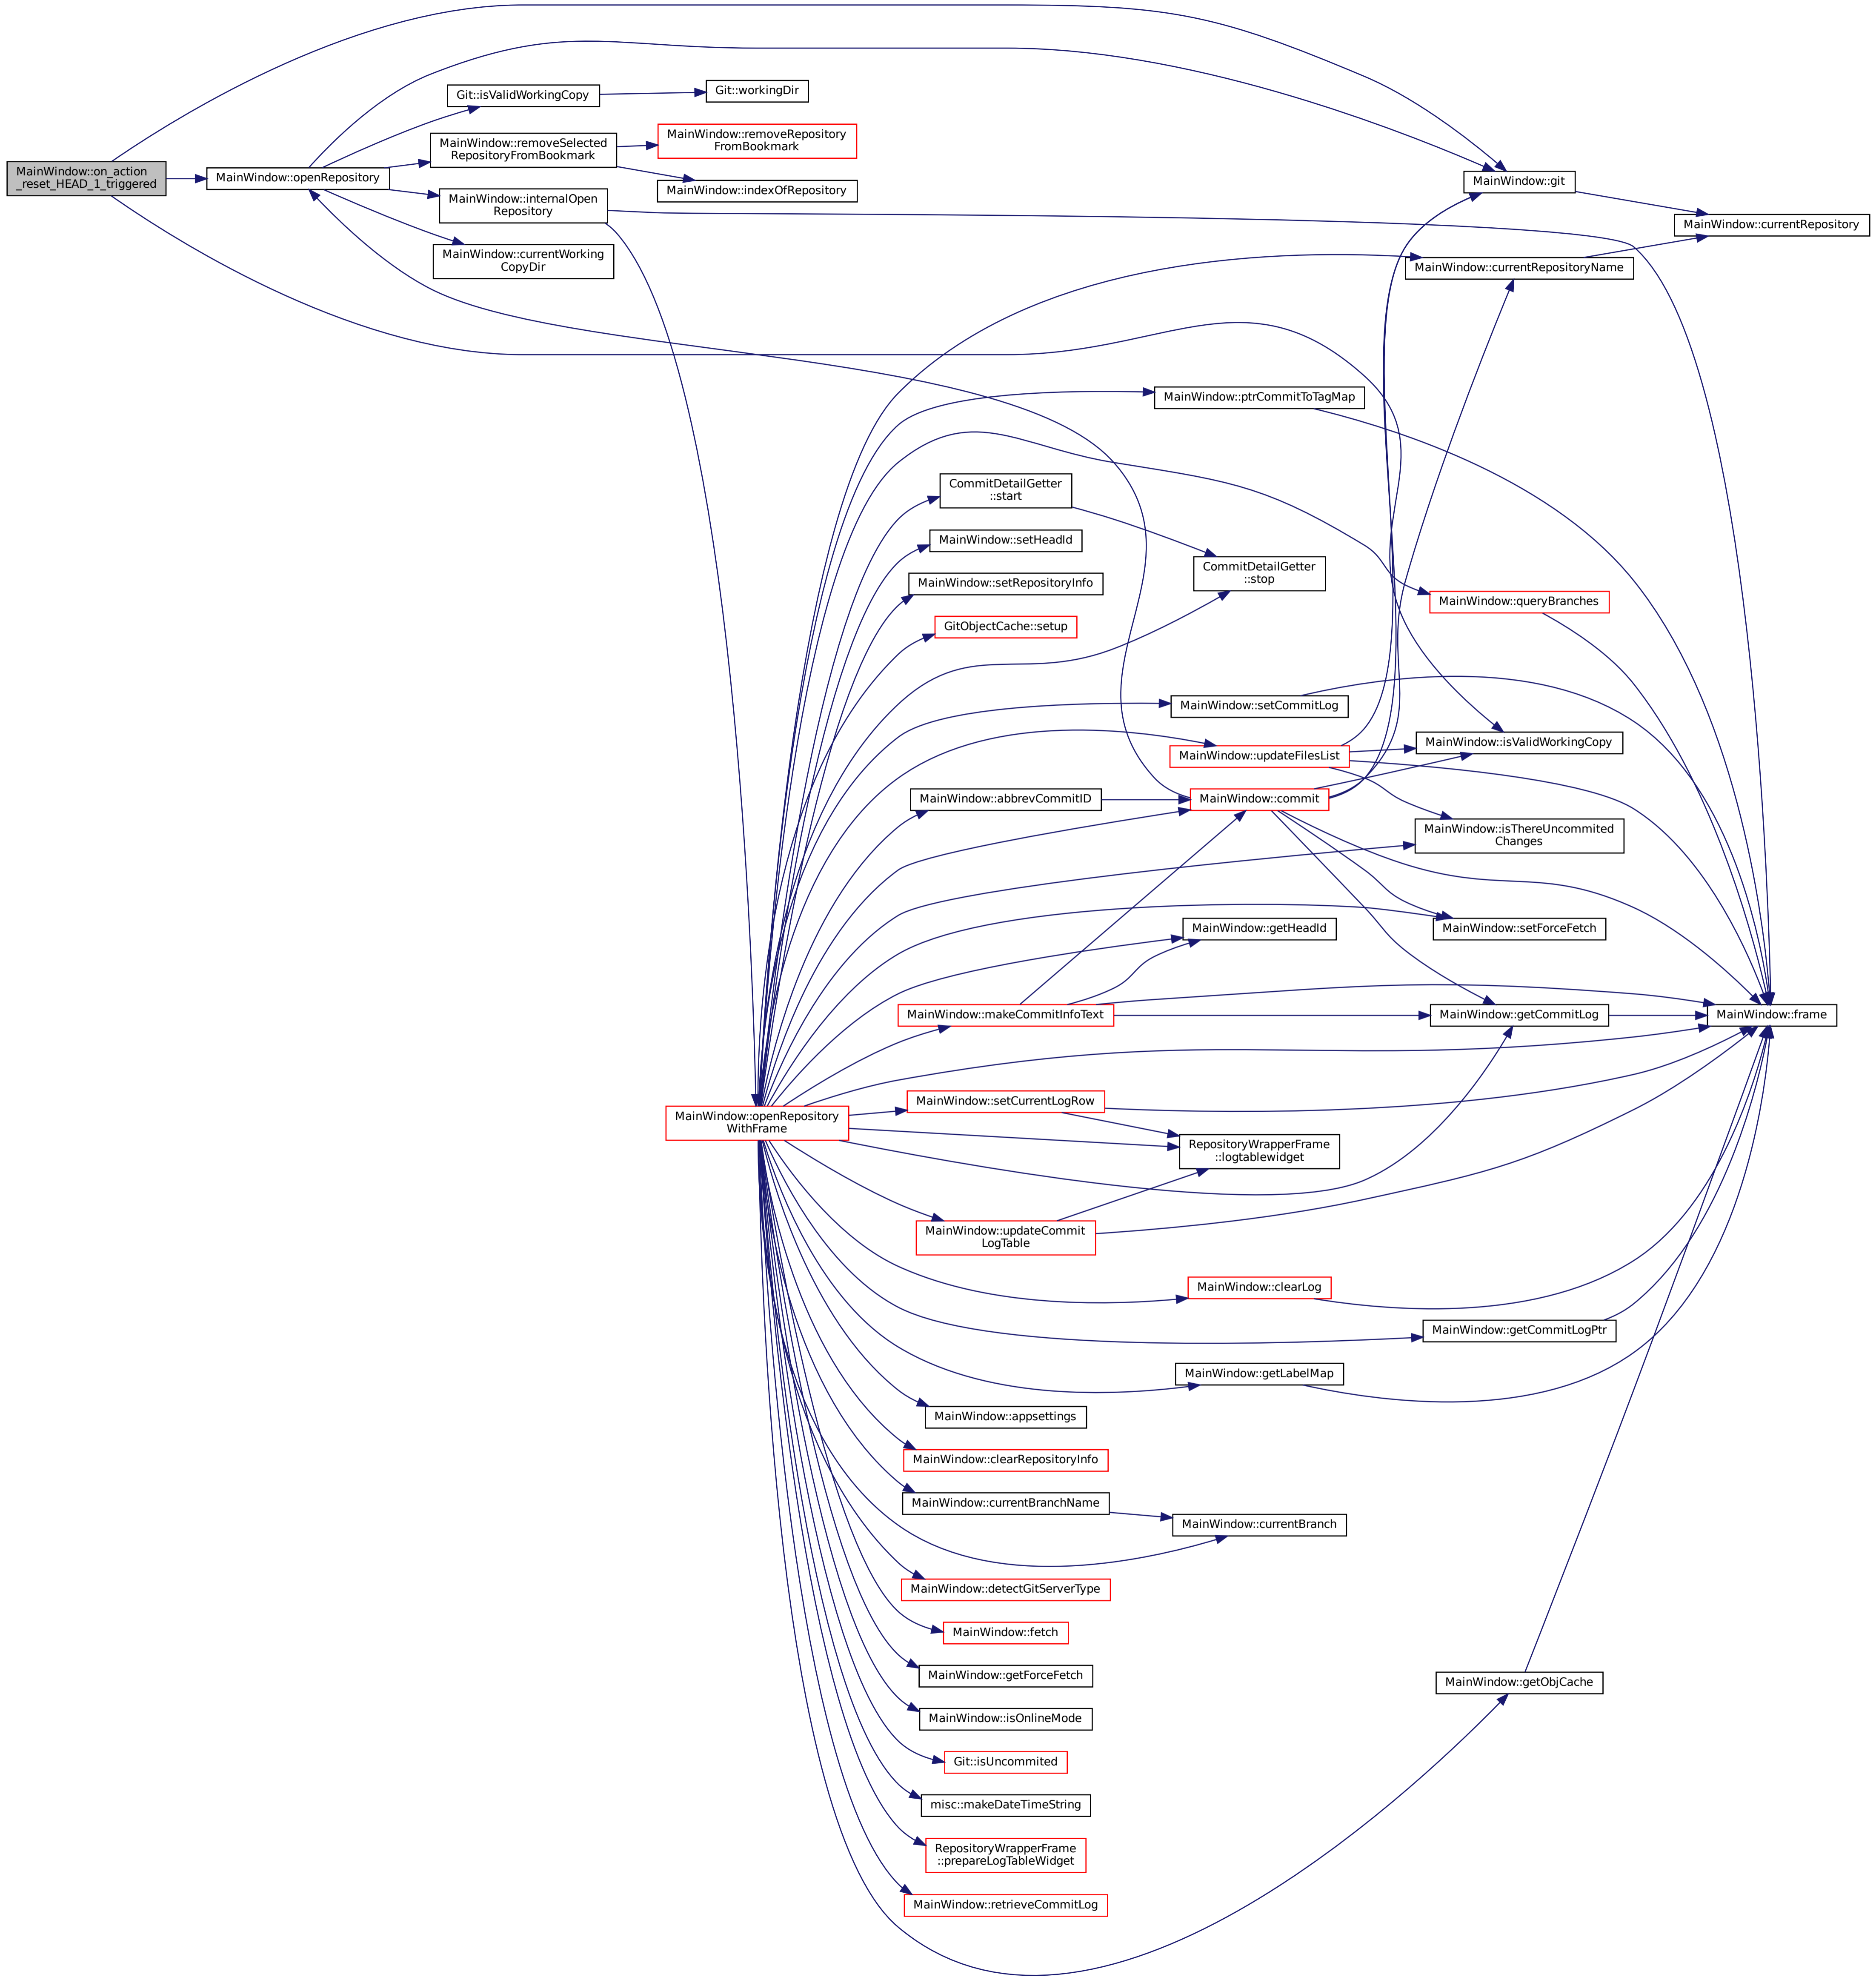 MainWindow::on_action
_reset_HEAD_1_triggered
MainWindow::openRepository
Git::isValidWorkingCopy
Git::workingDir
MainWindow::removeSelected
RepositoryFromBookmark
MainWindow::removeRepository
FromBookmark
MainWindow::indexOfRepository
MainWindow::internalOpen
Repository
MainWindow::currentWorking
CopyDir
MainWindow::git
MainWindow::currentRepository
MainWindow::currentRepositoryName
MainWindow::ptrCommitToTagMap
CommitDetailGetter
::start
MainWindow::setHeadId
CommitDetailGetter
::stop
MainWindow::setRepositoryInfo
MainWindow::queryBranches
GitObjectCache::setup
MainWindow::setCommitLog
MainWindow::isValidWorkingCopy
MainWindow::updateFilesList
MainWindow::abbrevCommitID
MainWindow::commit
MainWindow::isThereUncommited
Changes
MainWindow::getHeadId
MainWindow::setForceFetch
MainWindow::makeCommitInfoText
MainWindow::getCommitLog
MainWindow::frame
MainWindow::openRepository
WithFrame
MainWindow::setCurrentLogRow
RepositoryWrapperFrame
::logtablewidget
MainWindow::updateCommit
LogTable
MainWindow::clearLog
MainWindow::getCommitLogPtr
MainWindow::getLabelMap
MainWindow::appsettings
MainWindow::clearRepositoryInfo
MainWindow::currentBranchName
MainWindow::currentBranch
MainWindow::detectGitServerType
MainWindow::fetch
MainWindow::getForceFetch
MainWindow::getObjCache
MainWindow::isOnlineMode
Git::isUncommited
misc::makeDateTimeString
RepositoryWrapperFrame
::prepareLogTableWidget
MainWindow::retrieveCommitLog